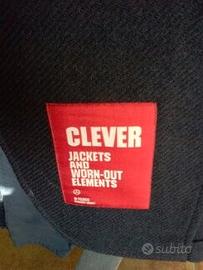 CLEVER
JACKETS
AND
WORN-OUT
ELEMENTS
subito